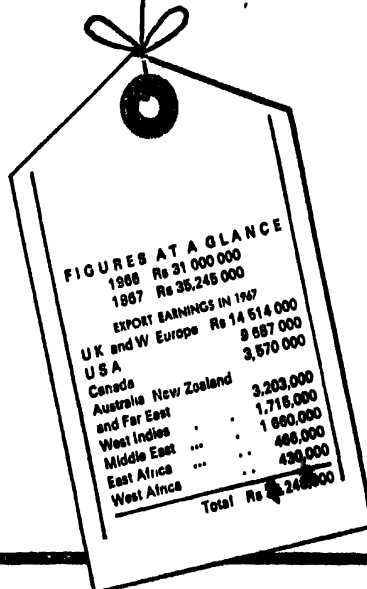 FIGURES AT A GLANCE
1966 Rs 31 000 000
1967 Rs 35,245 000
EXPORT EARNINGS IN 1967
UK and W Europe Rs 14 514 000
USA 9 687 000
Canada 3,570 000
Australia New Zealand
and Far East 3,203,000
West Indies . . 1,715,000
Middle East ... . 1 660,000
East Africa ... .. 466,000
West Africa .. 430,000
Total Rs